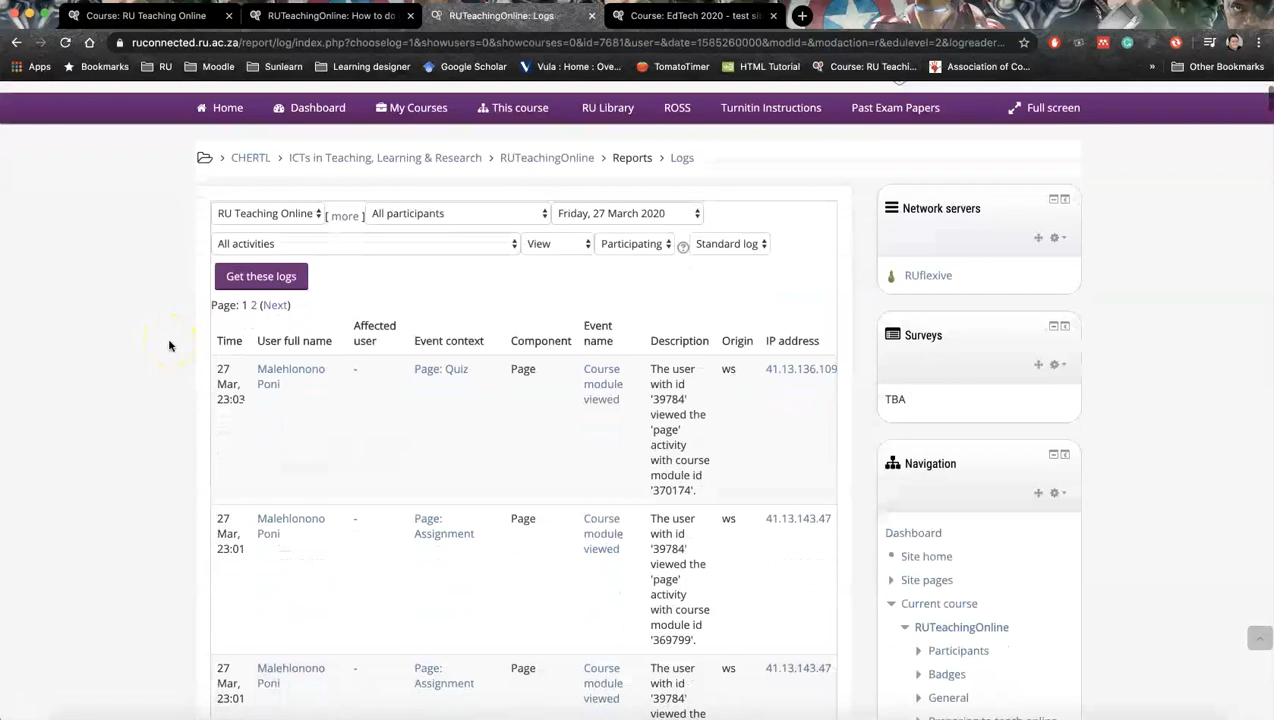 Course: RU Teaching Online
RUTeachingOnline: How to do
RUTeachingOnline: Logs
Course: EdTech 2020 - test si
ruconnected.ru.ac.za/report/log/index.php?chooselog=1&showusers=0&showcourses=0&id=7681&user=&date=1585260000&modid=&modaction=r&edulevel=2&logreader...
Apps
Bookmarks
RU
Moodle
Sunlearn
Learning designer
Google Scholar
Vula : Home : Ove...
TomatoTimer
HTML Tutorial
Course: RU Teachi...
Association of Co...
»
Other Bookmarks
Home
Dashboard
My Courses
This course
RU Library
ROSS
Turnitin Instructions
Past Exam Papers
Full screen
CHERTL > ICTs in Teaching, Learning & Research > RUTeachingOnline > Reports > Logs
RU Teaching Online [ more ] All participants Friday, 27 March 2020
All activities View Participating Standard log
Get these logs
Page: 1 2 (Next)
Time User full name Affected user Event context Component Event name Description Origin IP address
27 Mar, 23:03
Malehlonono Poni
-
Page: Quiz
Page
Course module viewed
The user with id '39784' viewed the 'page' activity with course module id '370174'.
ws
41.13.136.109
27 Mar, 23:01
Malehlonono Poni
-
Page: Assignment
Page
Course module viewed
The user with id '39784' viewed the 'page' activity with course module id '369799'.
ws
41.13.143.47
27 Mar, 23:01
Malehlonono Poni
-
Page: Assignment
Page
Course module viewed
The user with id '39784' viewed the
ws
41.13.143.47
Network servers
RUflexive
Surveys
TBA
Navigation
Dashboard
Site home
Site pages
Current course
RUTeachingOnline
Participants
Badges
General
Preparing to teach online